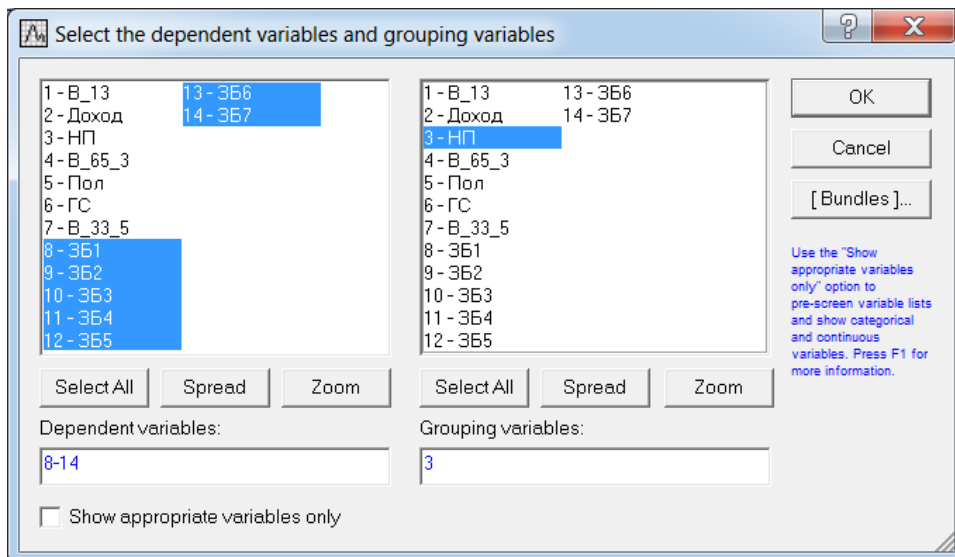 Select the dependent variables and grouping variables
1 - В_13 13 - ЗБ6
2 - Доход 14 - ЗБ7
3 - НП
4 - В_65_3
5 - Пол
6 - ГС
7 - В_33_5
8 - ЗБ1
9 - ЗБ2
10 - ЗБ3
11 - ЗБ4
12 - ЗБ5
1 - В_13 13 - ЗБ6
2 - Доход 14 - ЗБ7
3 - НП
4 - В_65_3
5 - Пол
6 - ГС
7 - В_33_5
8 - ЗБ1
9 - ЗБ2
10 - ЗБ3
11 - ЗБ4
12 - ЗБ5
OK
Cancel
[ Bundles ]...
Use the "Show
appropriate variables
only" option to
pre-screen variable lists
and show categorical
and continuous
variables. Press F1 for
more information.
Select All Spread Zoom
Select All Spread Zoom
Dependent variables:
8-14
Grouping variables:
3
Show appropriate variables only